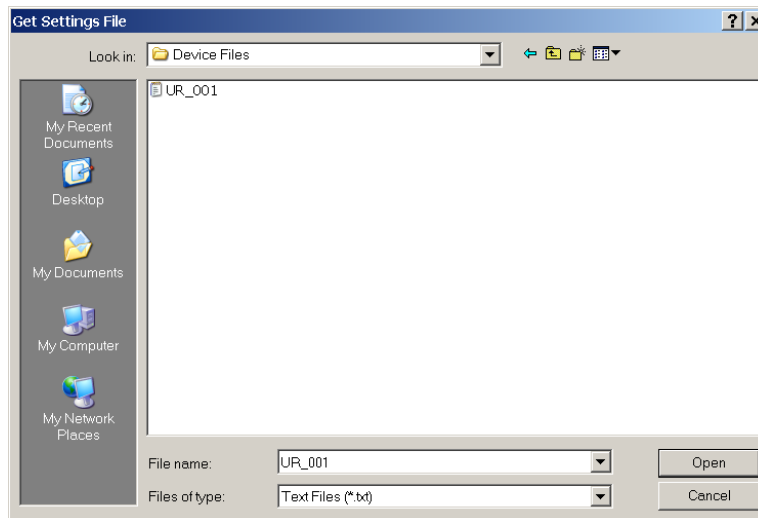 Get Settings File
Look in:
Device Files
My Recent
Documents
Desktop
My Documents
My Computer
My Network
Places
UR_001
File name:
UR_001
Open
Files of type:
Text Files (*.txt)
Cancel